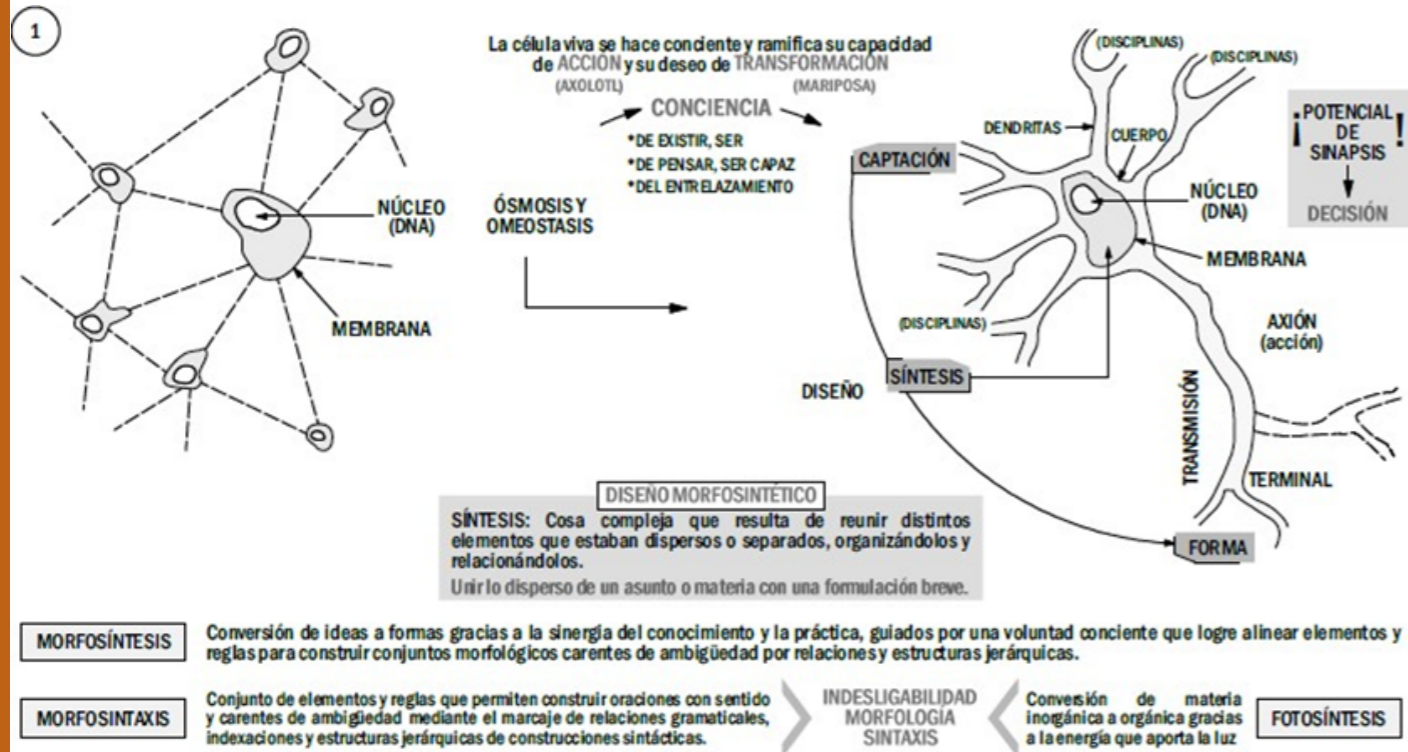 1
La célula viva se hace conciente y ramifica su capacidad
de ACCIÓN y su deseo de TRANSFORMACIÓN
(AXOLOTL) (MARIPOSA)
CONCIENCIA
*DE EXISTIR, SER
*DE PENSAR, SER CAPAZ
*DEL ENTRELAZAMIENTO
NÚCLEO
(DNA)
MEMBRANA
ÓSMOSIS Y
OMEOSTASIS
(DISCIPLINAS)
(DISCIPLINAS)
DENDRITAS
CUERPO
CAPTACIÓN
NÚCLEO
(DNA)
MEMBRANA
¡POTENCIAL
DE
SINAPSIS!
DECISIÓN
(DISCIPLINAS)
AXIÓN
(acción)
DISEÑO
SÍNTESIS
TRANSMISIÓN
TERMINAL
FORMA
DISEÑO MORFOSINTÉTICO
SÍNTESIS: Cosa compleja que resulta de reunir distintos
elementos que estaban dispersos o separados, organizándolos y
relacionándolos.
Unir lo disperso de un asunto o materia con una formulación breve.
MORFOSÍNTESIS
Conversión de ideas a formas gracias a la sinergia del conocimiento y la práctica, guiados por una voluntad conciente que logre alinear elementos y
reglas para construir conjuntos morfológicos carentes de ambigüedad por relaciones y estructuras jerárquicas.
MORFOSINTAXIS
Conjunto de elementos y reglas que permiten construir oraciones con sentido
y carentes de ambigüedad mediante el marcaje de relaciones gramaticales,
indexaciones y estructuras jerárquicas de construcciones sintácticas.
INDESLIGABILIDAD
MORFOLOGÍA
SINTAXIS
Conversión de materia
inorgánica a orgánica gracias
a la energía que aporta la luz
FOTOSÍNTESIS